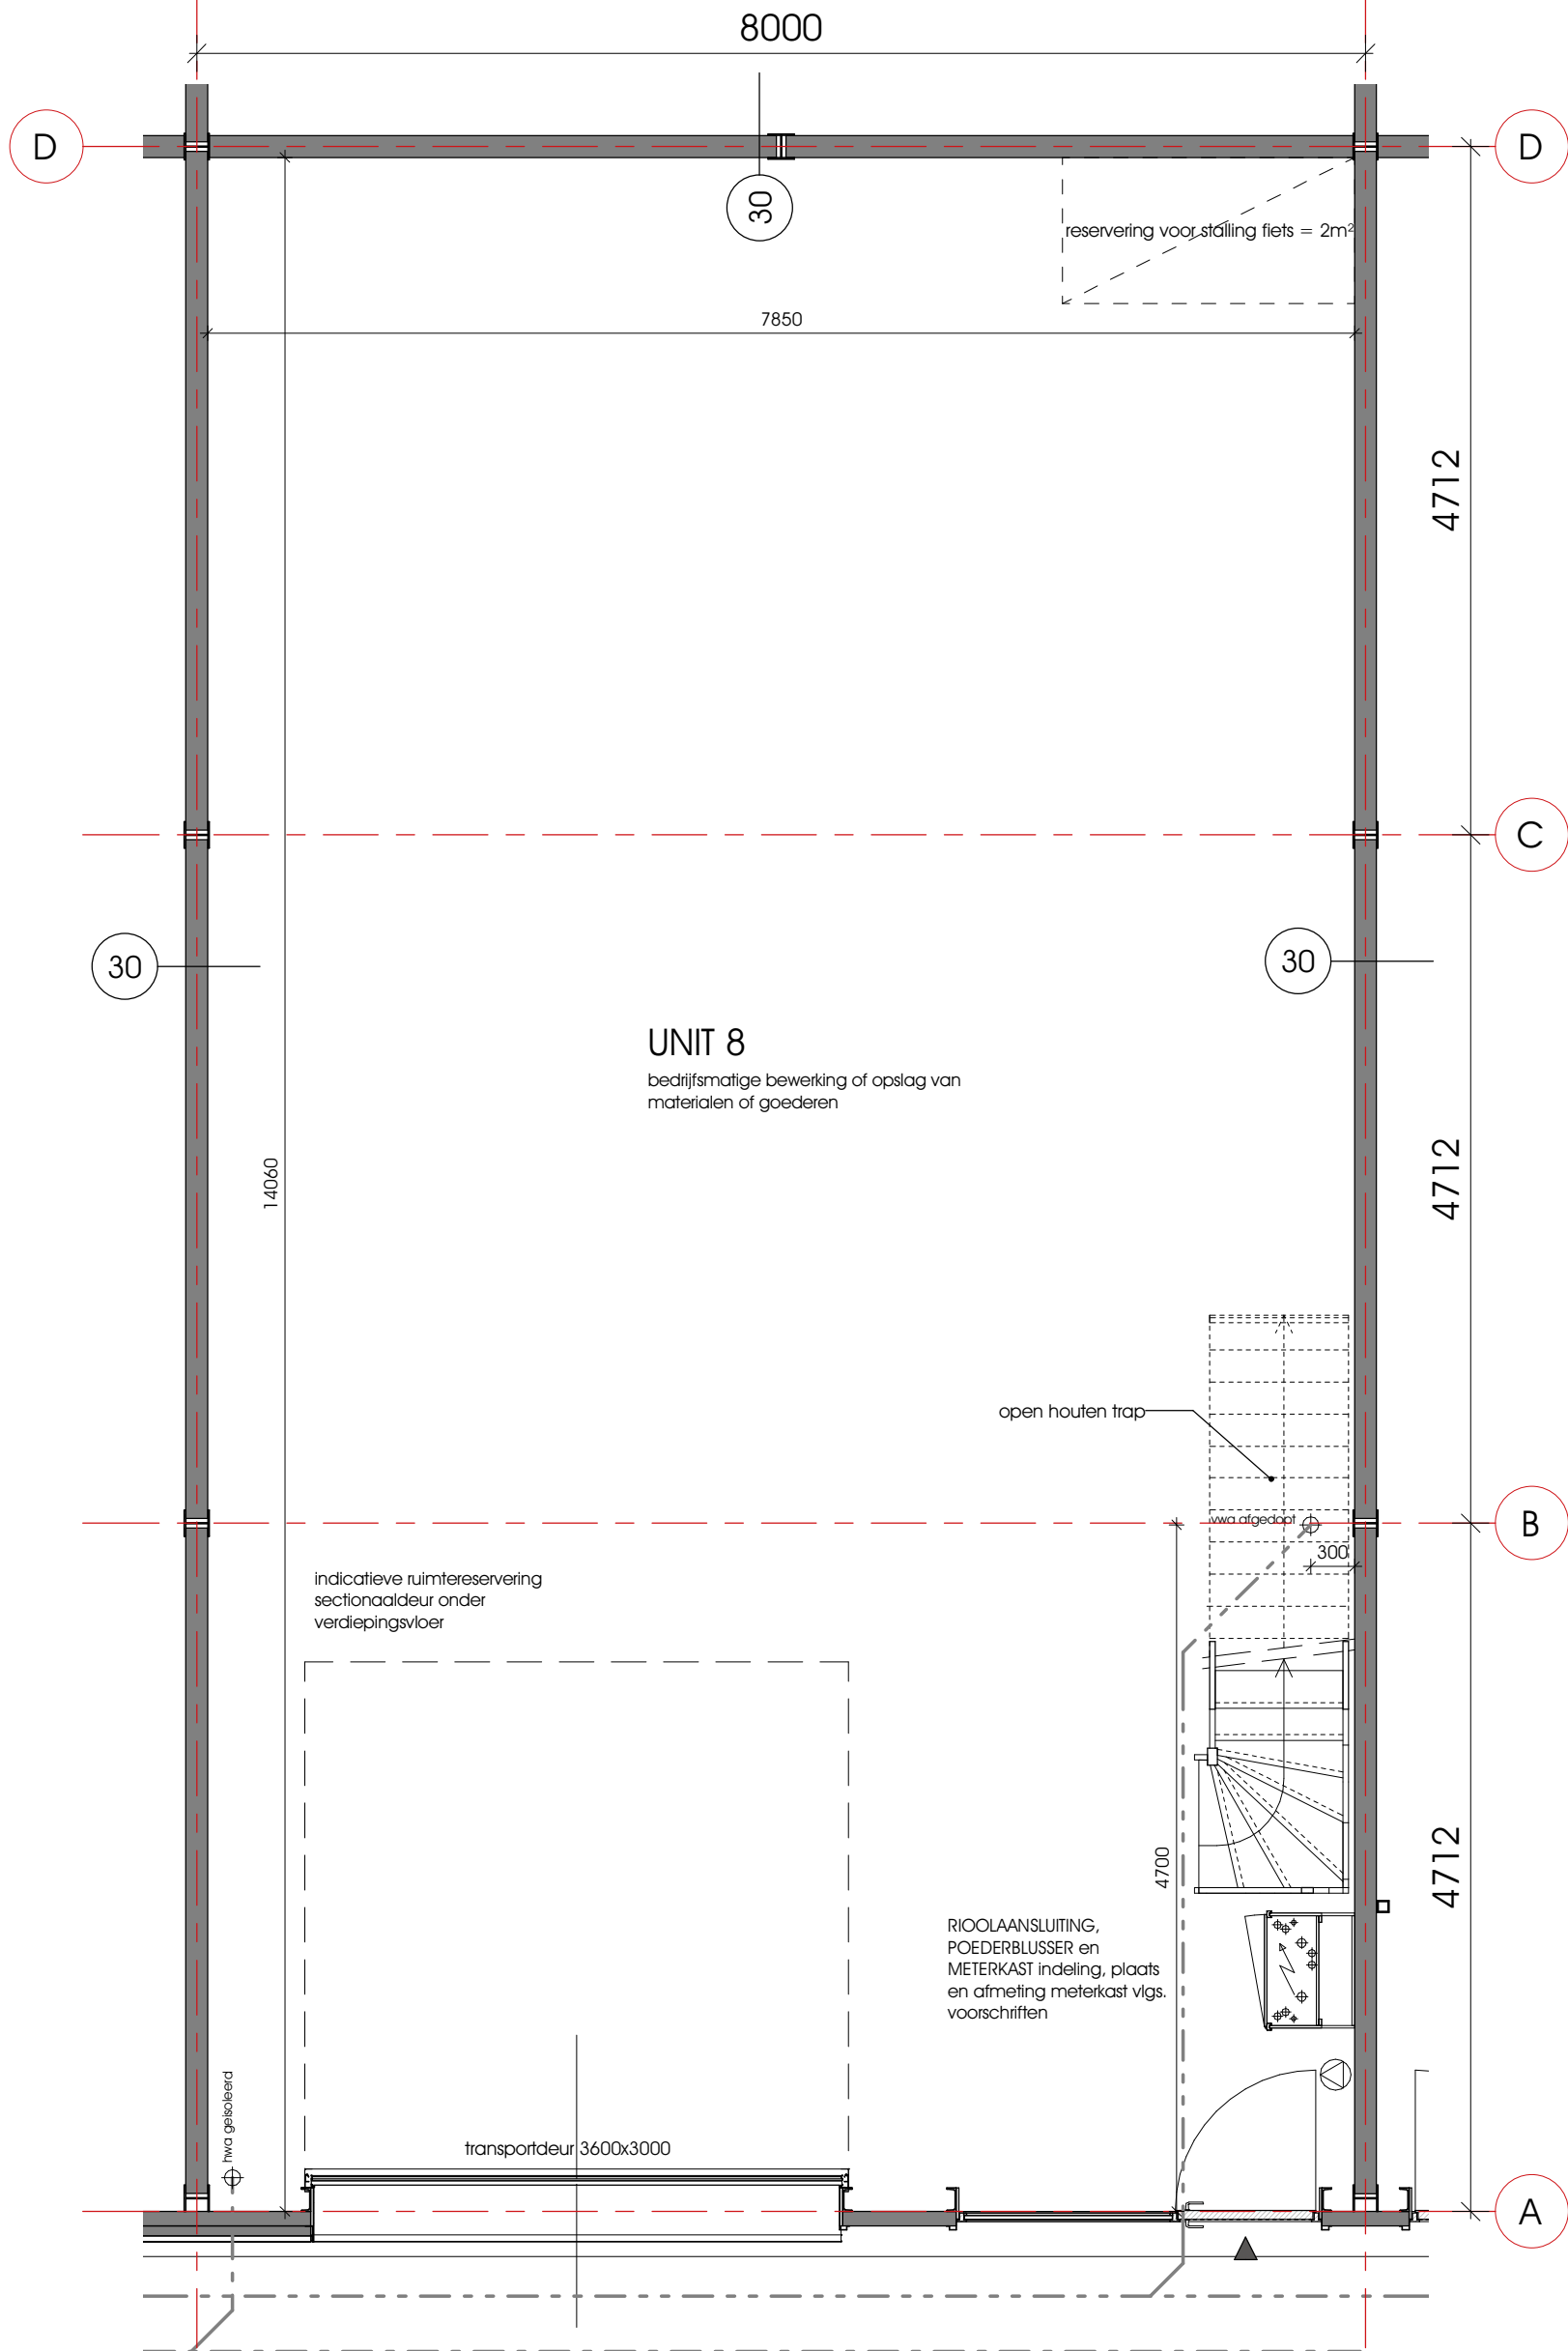 8000
D
D
30
reservering voor stalling fiets = 2m²
7850
4712
C
30
30
UNIT 8
bedrijfsmatige bewerking of opslag van
materialen of goederen
14060
4712
open houten trap
vwa afgedopt
B
300
indicatieve ruimtereservering
sectionaaldeur onder
verdiepingsvloer
4700
4712
RIOOLAANSLUITING,
POEDERBLUSSER en
METERKAST indeling, plaats
en afmeting meterkast vlgs.
voorschriften
hwa geisoleerd
transportdeur 3600x3000
A